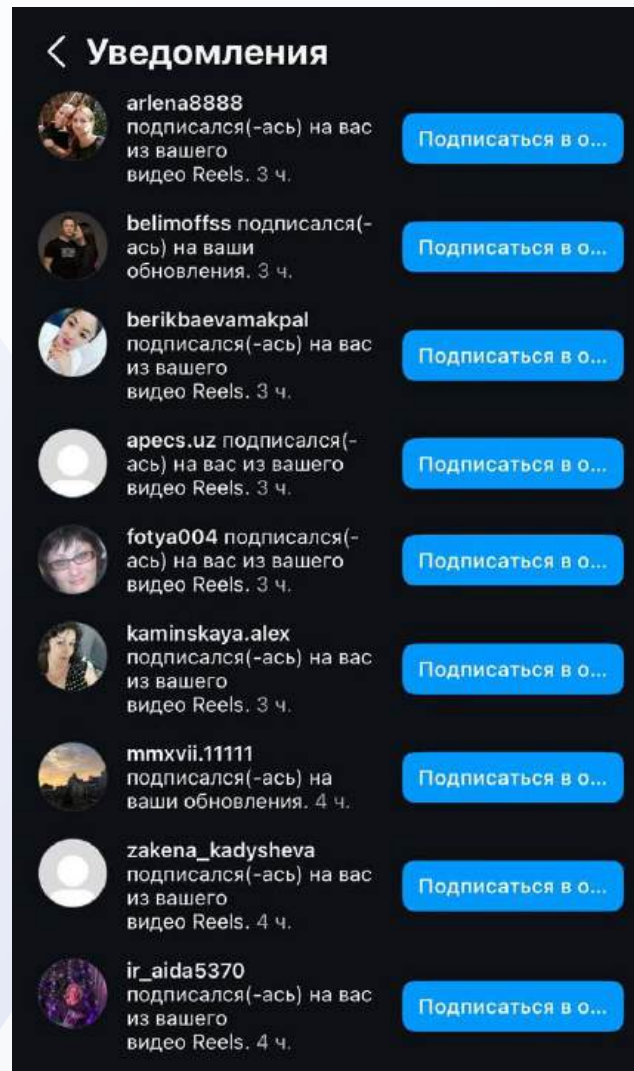 Уведомления
arlena8888
подписался(-ась) на вас
из вашего
видео Reels. 3 ч.
Подписаться в о...
belimoffss подписался(-
ась) на ваши
обновления. 3 ч.
Подписаться в о...
berikbaevamakpal
подписался(-ась) на вас
из вашего
видео Reels. 3 ч.
Подписаться в о...
apecs.uz подписался(-
ась) на вас из вашего
видео Reels. 3 ч.
Подписаться в о...
fotya004 подписался(-
ась) на вас из вашего
видео Reels. 3 ч.
Подписаться в о...
kaminskaya.alex
подписался(-ась) на вас
из вашего
видео Reels. 3 ч.
Подписаться в о...
mmxvii.11111
подписался(-ась) на
ваши обновления. 4 ч.
Подписаться в о...
zakena_kadysheva
подписался(-ась) на вас
из вашего
видео Reels. 4 ч.
Подписаться в о...
ir_aida5370
подписался(-ась) на вас
из вашего
видео Reels. 4 ч.
Подписаться в о...